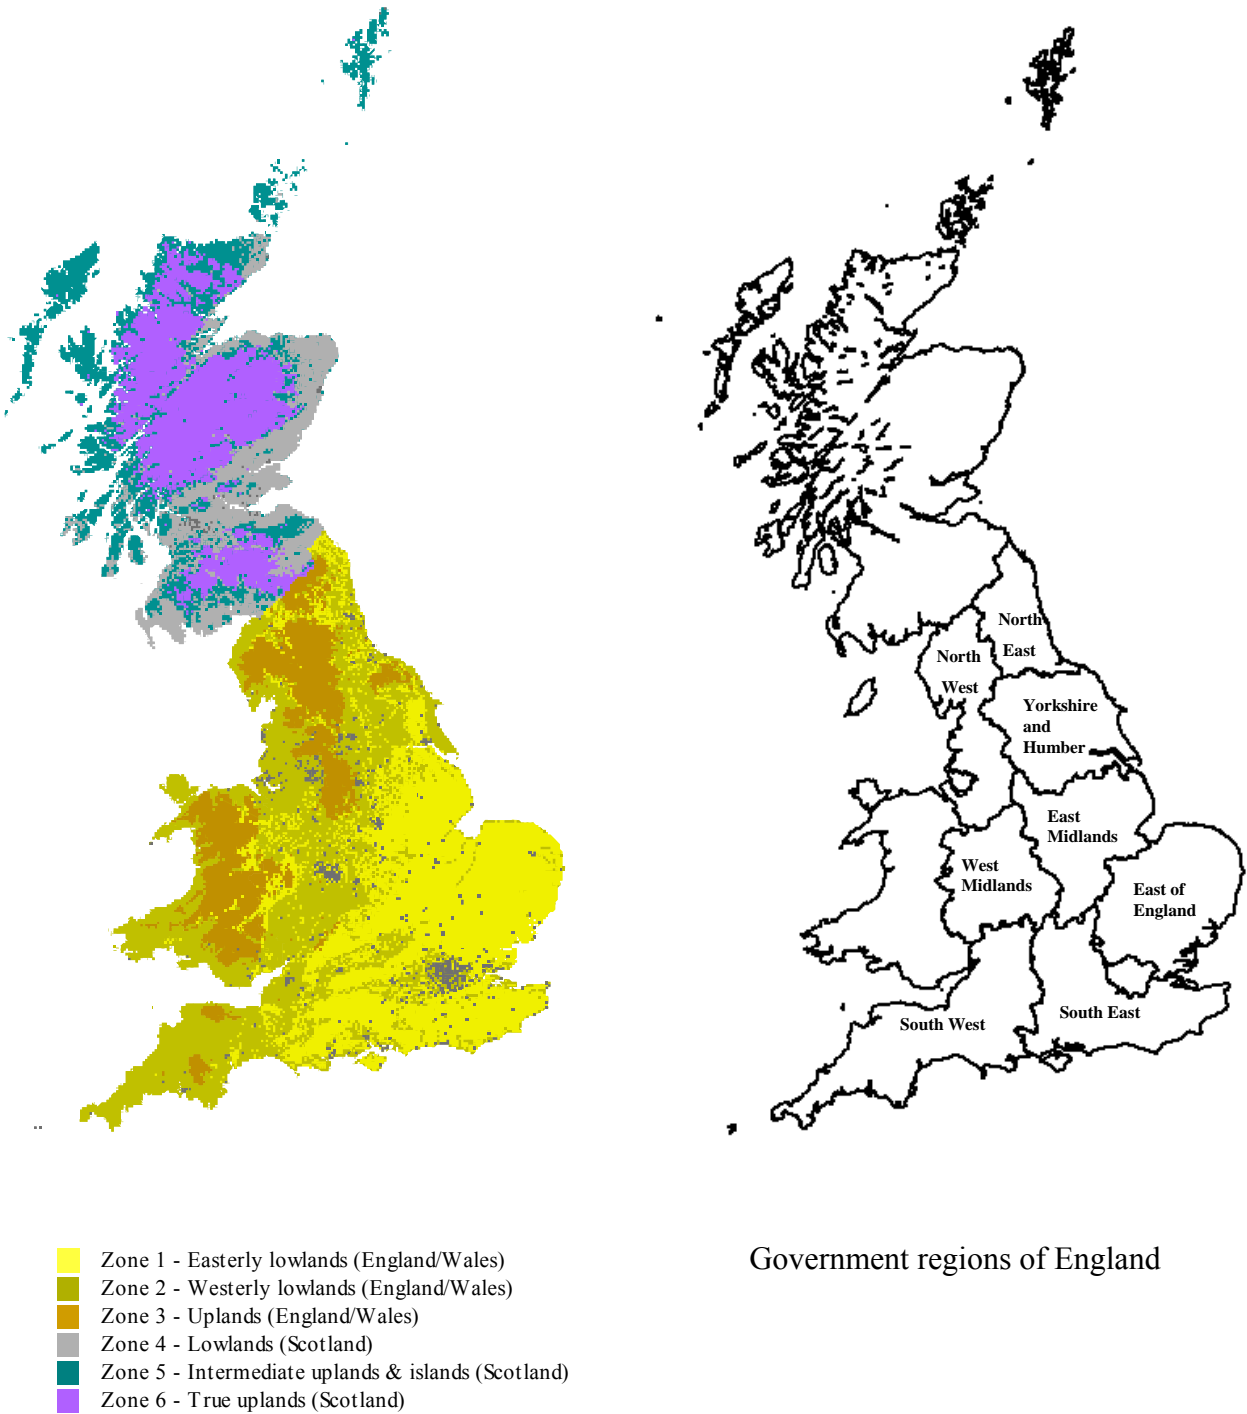 North
East
North
West
Yorkshire
and
Humber
East
Midlands
West
Midlands
East of
England
South West
South East
Zone 1 - Easterly lowlands (England/Wales)
Zone 2 - Westerly lowlands (England/Wales)
Zone 3 - Uplands (England/Wales)
Zone 4 - Lowlands (Scotland)
Zone 5 - Intermediate uplands & islands (Scotland)
Zone 6 - True uplands (Scotland)
Government regions of England